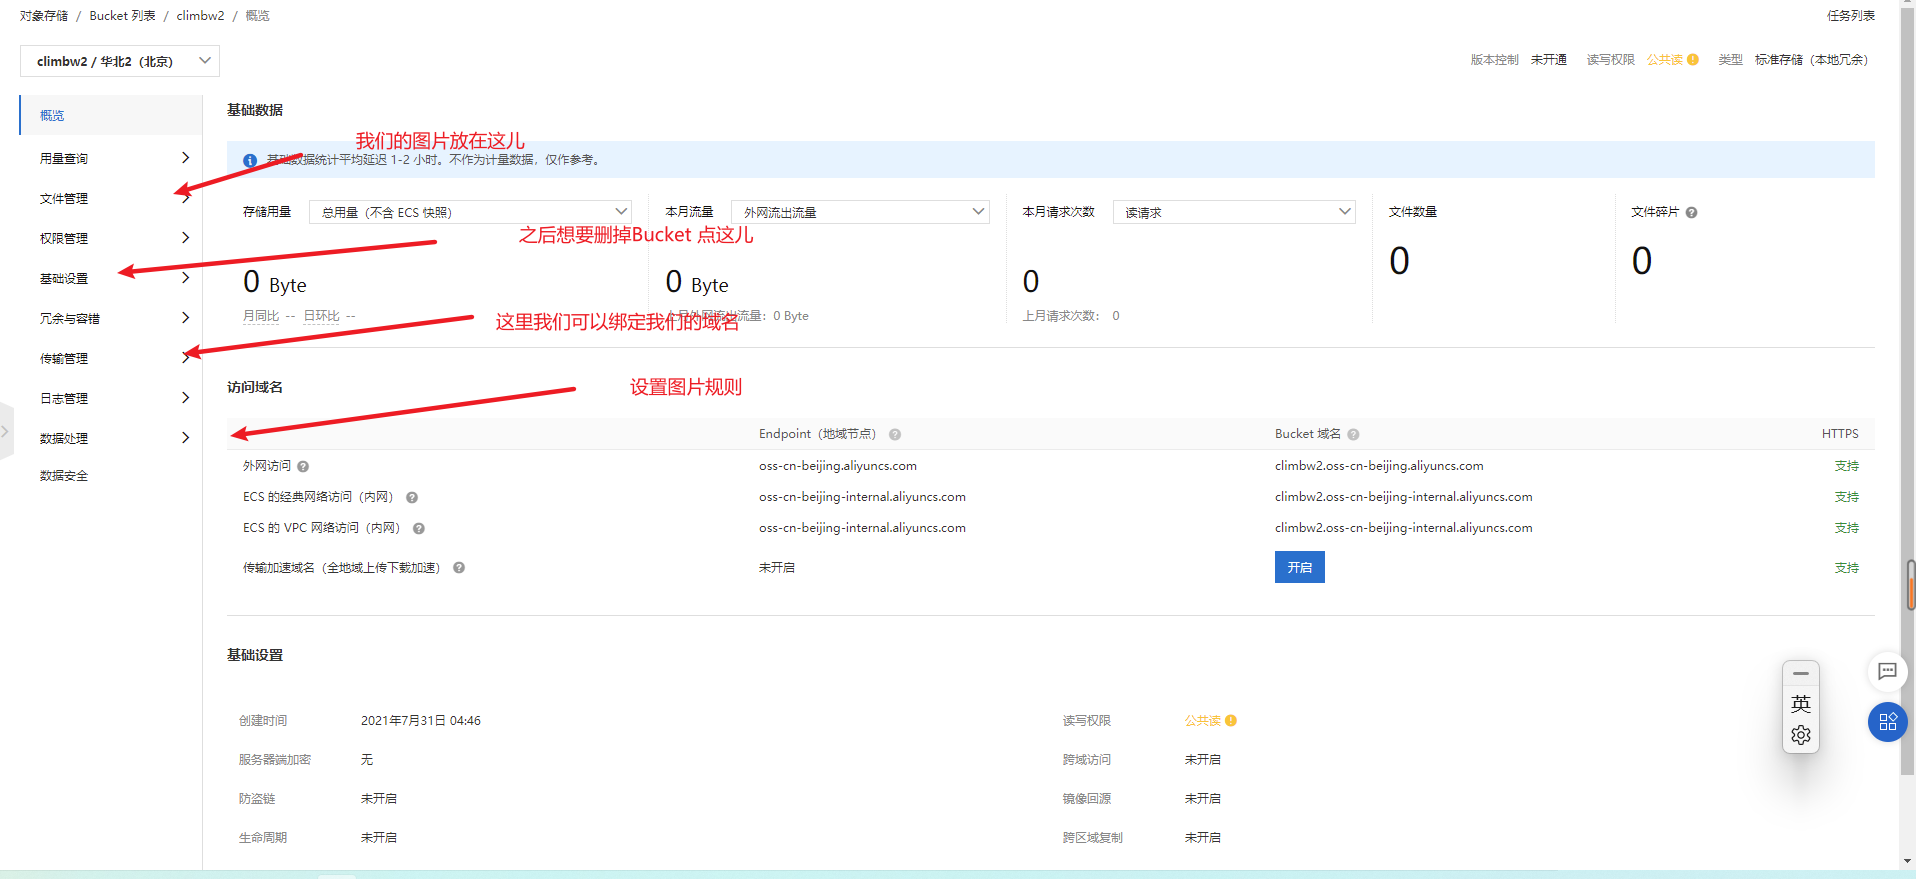 对象存储 / Bucket 列表 / climbw2 / 概览
任务列表
climbw2 / 华北2（北京）
版本控制 未开通 读写权限 公共读 类型 标准存储（本地冗余）
概览
用量查询
文件管理
权限管理
基础设置
冗余与容错
传输管理
日志管理
数据处理
数据安全
基础数据
我们的图片放在这儿
基础数据统计平均延迟 1-2 小时。不作为计量数据，仅作参考。
存储用量 总用量（不含 ECS 快照） 本月流量 外网流出流量 本月请求次数 读请求 文件数量 文件碎片
之后想要删掉Bucket 点这儿
0 Byte 0 Byte 0 0 0
月同比 -- 日环比 -- 上月外网流出流量：0 Byte 上月请求次数： 0
这里我们可以绑定我们的域名
访问域名
设置图片规则
Endpoint（地域节点） Bucket 域名 HTTPS
外网访问 oss-cn-beijing.aliyuncs.com climbw2.oss-cn-beijing.aliyuncs.com 支持
ECS 的经典网络访问（内网） oss-cn-beijing-internal.aliyuncs.com climbw2.oss-cn-beijing-internal.aliyuncs.com 支持
ECS 的 VPC 网络访问（内网） oss-cn-beijing-internal.aliyuncs.com climbw2.oss-cn-beijing-internal.aliyuncs.com 支持
传输加速域名（全地域上传下载加速） 未开启 开启 支持
基础设置
创建时间 2021年7月31日 04:46 读写权限 公共读
服务器端加密 无 跨域访问 未开启
防盗链 未开启 镜像回源 未开启
生命周期 未开启 跨区域复制 未开启
英